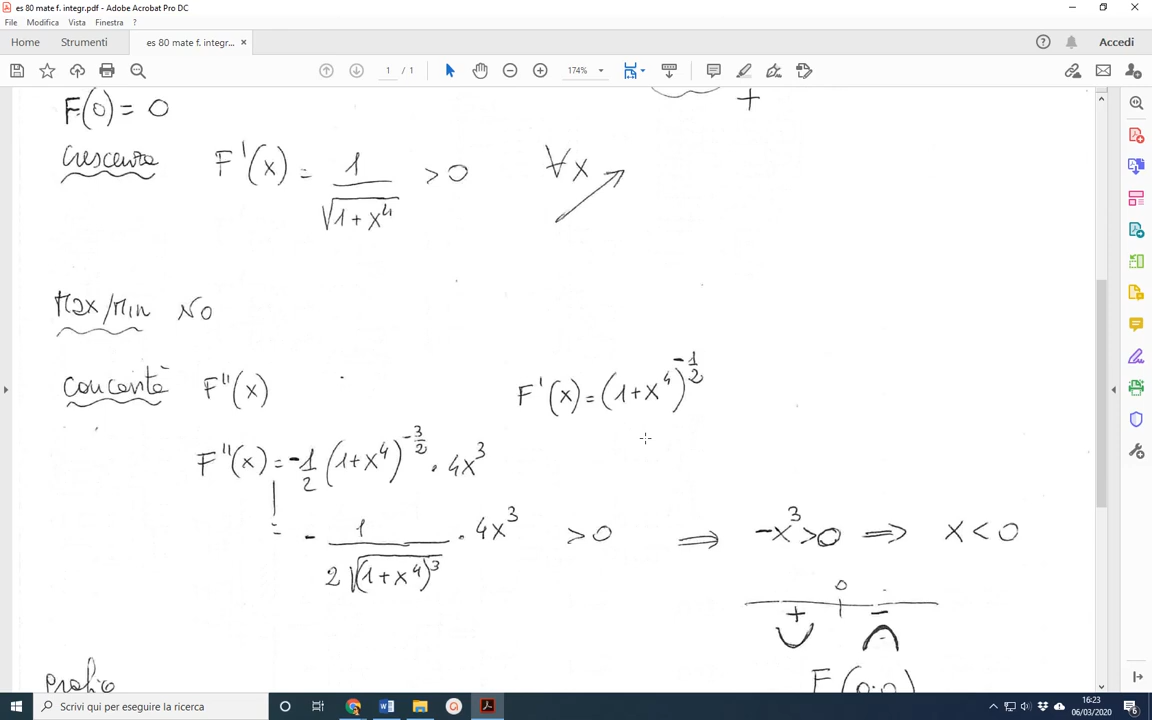 es 80 mate f. integr.pdf - Adobe Acrobat Pro DC
File Modifica Vista Finestra ?
Home Strumenti es 80 mate f. integr... × Accedi
1 / 1 174%
F(0) = 0
+
Crescenza F'(x) = 1/√(1+x⁴) > 0 ∀x
Max/Min NO
concavità F''(x) F'(x) = (1+x⁴)^(-1/2)
F''(x) = -1/2 (1+x⁴)^(-3/2) · 4x³
= - 1/(2√(1+x⁴)³) · 4x³ > 0 ⇒ -x³ > 0 ⇒ x < 0
0
+ -
F(0;0)
Scrivi qui per eseguire la ricerca
16:23
06/03/2020
6